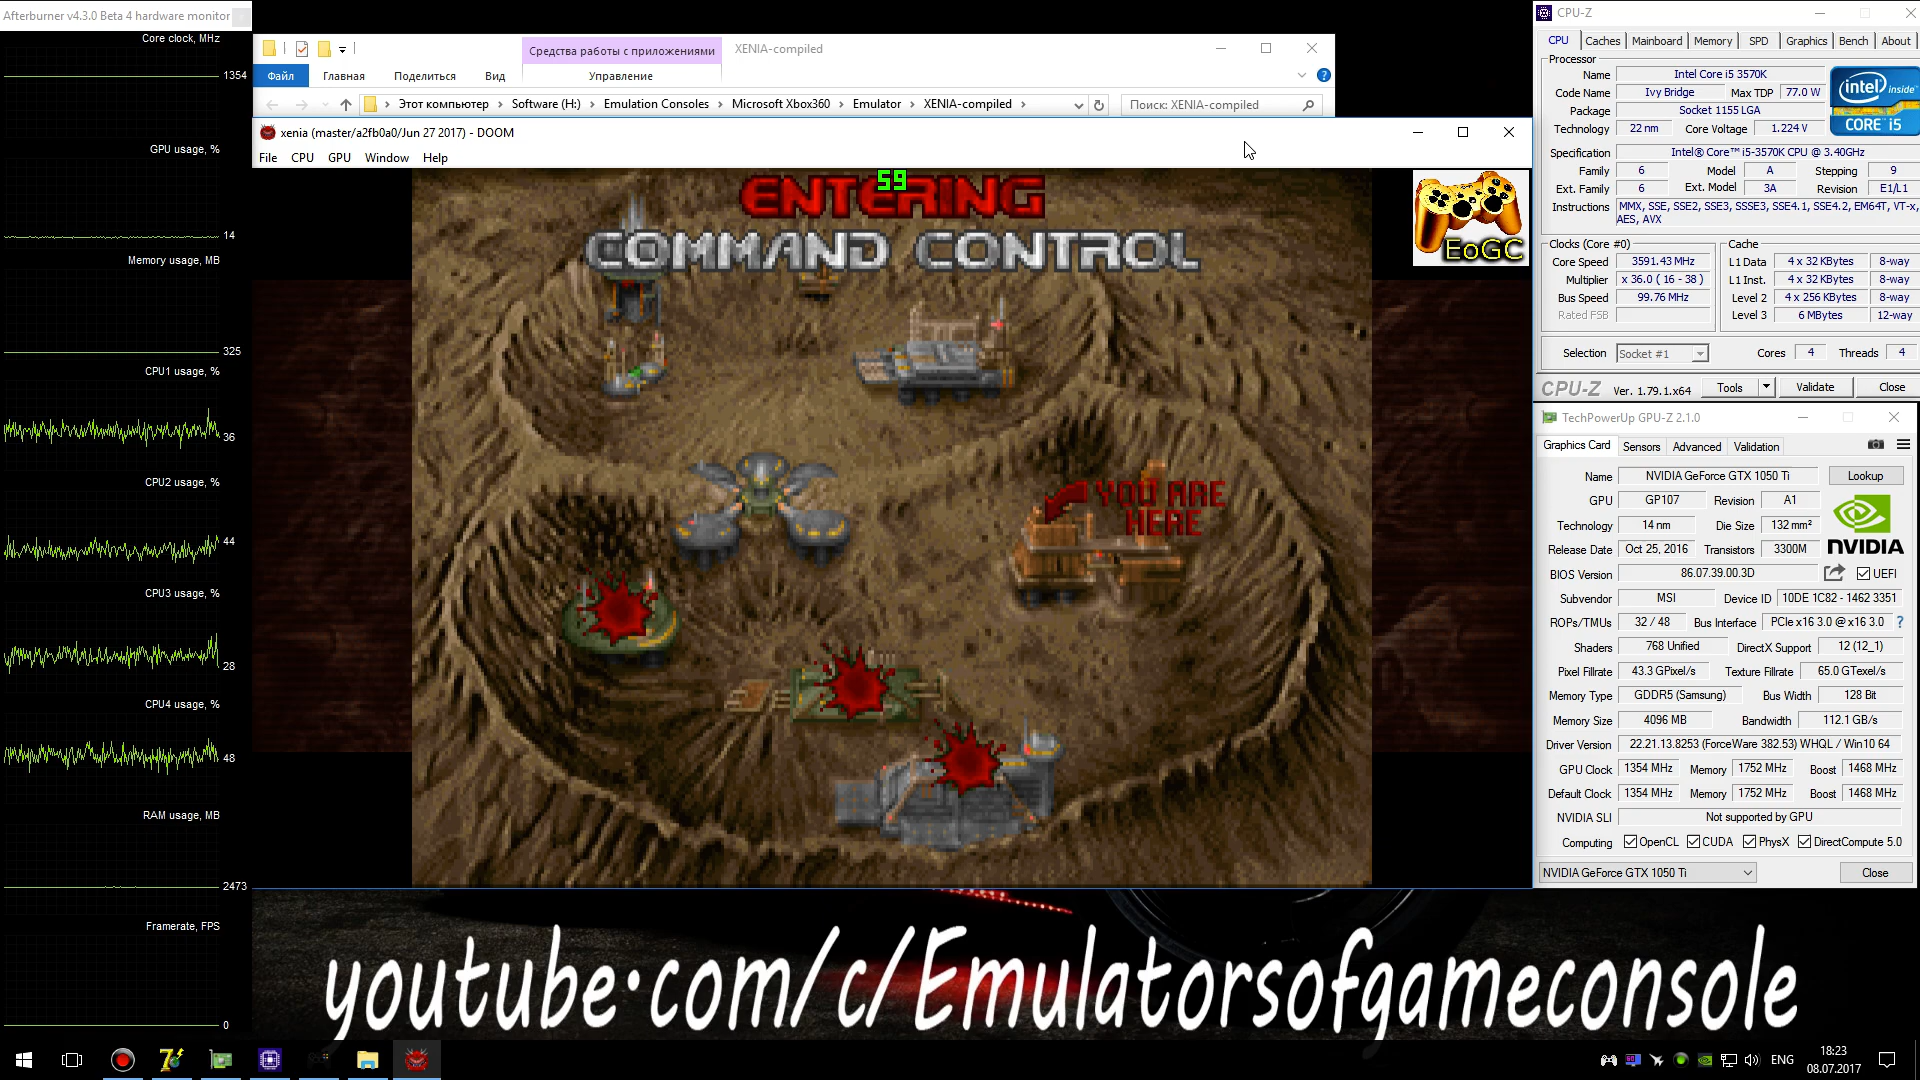 Afterburner v4.3.0 Beta 4 hardware monitor
Core clock, MHz
1354
GPU usage, %
14
Memory usage, MB
325
CPU1 usage, %
36
CPU2 usage, %
44
CPU3 usage, %
28
CPU4 usage, %
48
RAM usage, MB
2473
Framerate, FPS
0
Средства работы с приложениями
XENIA-compiled
Файл Главная Поделиться Вид Управление
Этот компьютер > Software (H:) > Emulation Consoles > Microsoft Xbox360 > Emulator > XENIA-compiled >
Поиск: XENIA-compiled
xenia (master/a2fb0a0/Jun 27 2017) - DOOM
File CPU GPU Window Help
59
ENTERING
COMMAND CONTROL
YOU ARE
HERE
EoGC
youtube.com/c/Emulatorsofgameconsole
CPU-Z
CPU Caches Mainboard Memory SPD Graphics Bench About
Processor
Name Intel Core i5 3570K
Code Name Ivy Bridge Max TDP 77.0 W
Package Socket 1155 LGA
Technology 22 nm Core Voltage 1.224 V
intel inside
CORE i5
Specification Intel® Core™ i5-3570K CPU @ 3.40GHz
Family 6 Model A Stepping 9
Ext. Family 6 Ext. Model 3A Revision E1/L1
Instructions MMX, SSE, SSE2, SSE3, SSSE3, SSE4.1, SSE4.2, EM64T, VT-x,
AES, AVX
Clocks (Core #0)
Core Speed 3591.43 MHz
Multiplier x 36.0 ( 16 - 38 )
Bus Speed 99.76 MHz
Rated FSB
Cache
L1 Data 4 x 32 KBytes 8-way
L1 Inst. 4 x 32 KBytes 8-way
Level 2 4 x 256 KBytes 8-way
Level 3 6 MBytes 12-way
Selection Socket #1 Cores 4 Threads 4
CPU-Z Ver. 1.79.1.x64 Tools Validate Close
TechPowerUp GPU-Z 2.1.0
Graphics Card Sensors Advanced Validation
Name NVIDIA GeForce GTX 1050 Ti Lookup
GPU GP107 Revision A1
Technology 14 nm Die Size 132 mm²
Release Date Oct 25, 2016 Transistors 3300M
NVIDIA
BIOS Version 86.07.39.00.3D UEFI
Subvendor MSI Device ID 10DE 1C82 - 1462 3351
ROPs/TMUs 32 / 48 Bus Interface PCIe x16 3.0 @ x16 3.0 ?
Shaders 768 Unified DirectX Support 12 (12_1)
Pixel Fillrate 43.3 GPixel/s Texture Fillrate 65.0 GTexel/s
Memory Type GDDR5 (Samsung) Bus Width 128 Bit
Memory Size 4096 MB Bandwidth 112.1 GB/s
Driver Version 22.21.13.8253 (ForceWare 382.53) WHQL / Win10 64
GPU Clock 1354 MHz Memory 1752 MHz Boost 1468 MHz
Default Clock 1354 MHz Memory 1752 MHz Boost 1468 MHz
NVIDIA SLI Not supported by GPU
Computing OpenCL CUDA PhysX DirectCompute 5.0
NVIDIA GeForce GTX 1050 Ti Close
ENG
18:23
08.07.2017